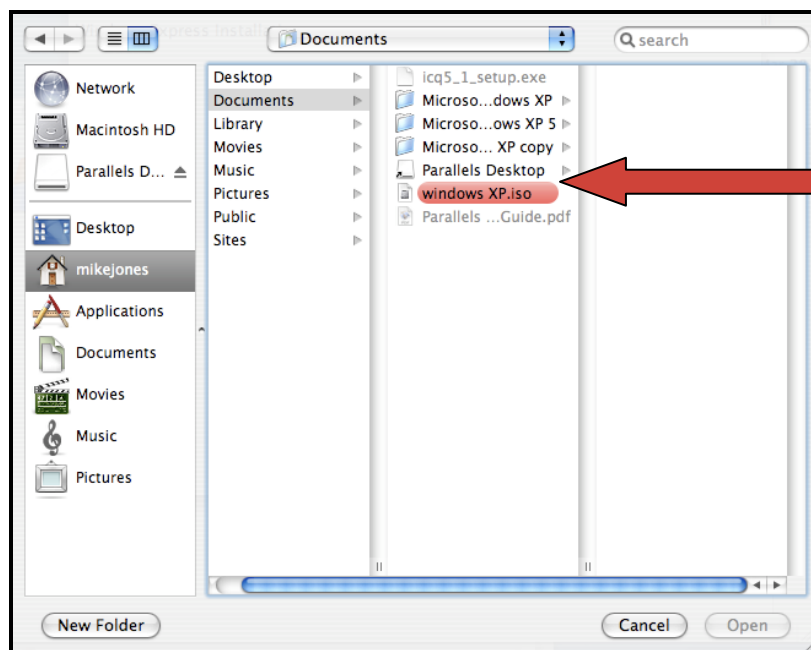 Documents
search
Network
Macintosh HD
Parallels D...
Desktop
mikejones
Applications
Documents
Movies
Music
Pictures
Desktop
Documents
Library
Movies
Music
Pictures
Public
Sites
icq5_1_setup.exe
Microso...dows XP
Microso...ows XP 5
Microso... XP copy
Parallels Desktop
windows XP.iso
Parallels ...Guide.pdf
New Folder
Cancel
Open